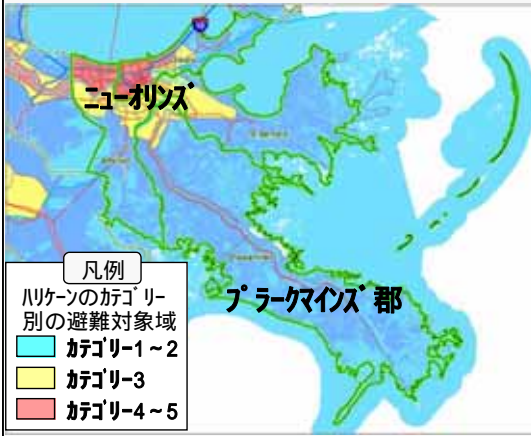 10
ニューオリンズ
プラークマインズ郡
凡例
ﾊﾘｹｰﾝのｶﾃｺﾞﾘｰ
別の避難対象域
ｶﾃｺﾞﾘｰ1～2
ｶﾃｺﾞﾘｰ3
ｶﾃｺﾞﾘｰ4～5